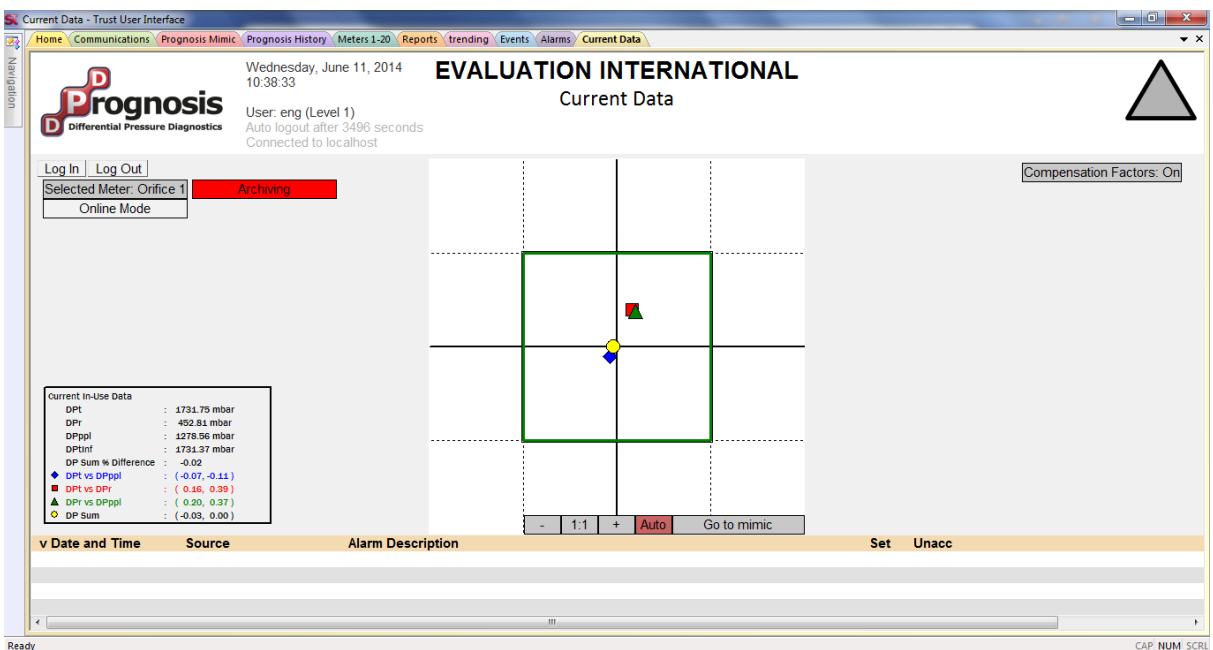 Current Data - Trust User Interface
Home Communications Prognosis Mimic Prognosis History Meters 1-20 Reports trending Events Alarms Current Data
Navigation
DPrognosis
D Differential Pressure Diagnostics
Wednesday, June 11, 2014
10:38:33
User: eng (Level 1)
Auto logout after 3496 seconds
Connected to localhost
EVALUATION INTERNATIONAL
Current Data
Log In Log Out
Selected Meter: Orifice 1 Archiving
Online Mode
Compensation Factors: On
Current In-Use Data
DPt : 1731.75 mbar
DPr : 452.81 mbar
DPppl : 1278.56 mbar
DPtinf : 1731.37 mbar
DP Sum % Difference : -0.02
DPt vs DPppl : (-0.07, -0.11)
DPt vs DPr : ( 0.16, 0.39)
DPr vs DPppl : ( 0.20, 0.37)
DP Sum : (-0.03, 0.00)
- 1:1 + Auto Go to mimic
v Date and Time Source Alarm Description Set Unacc
Ready
CAP NUM SCRL